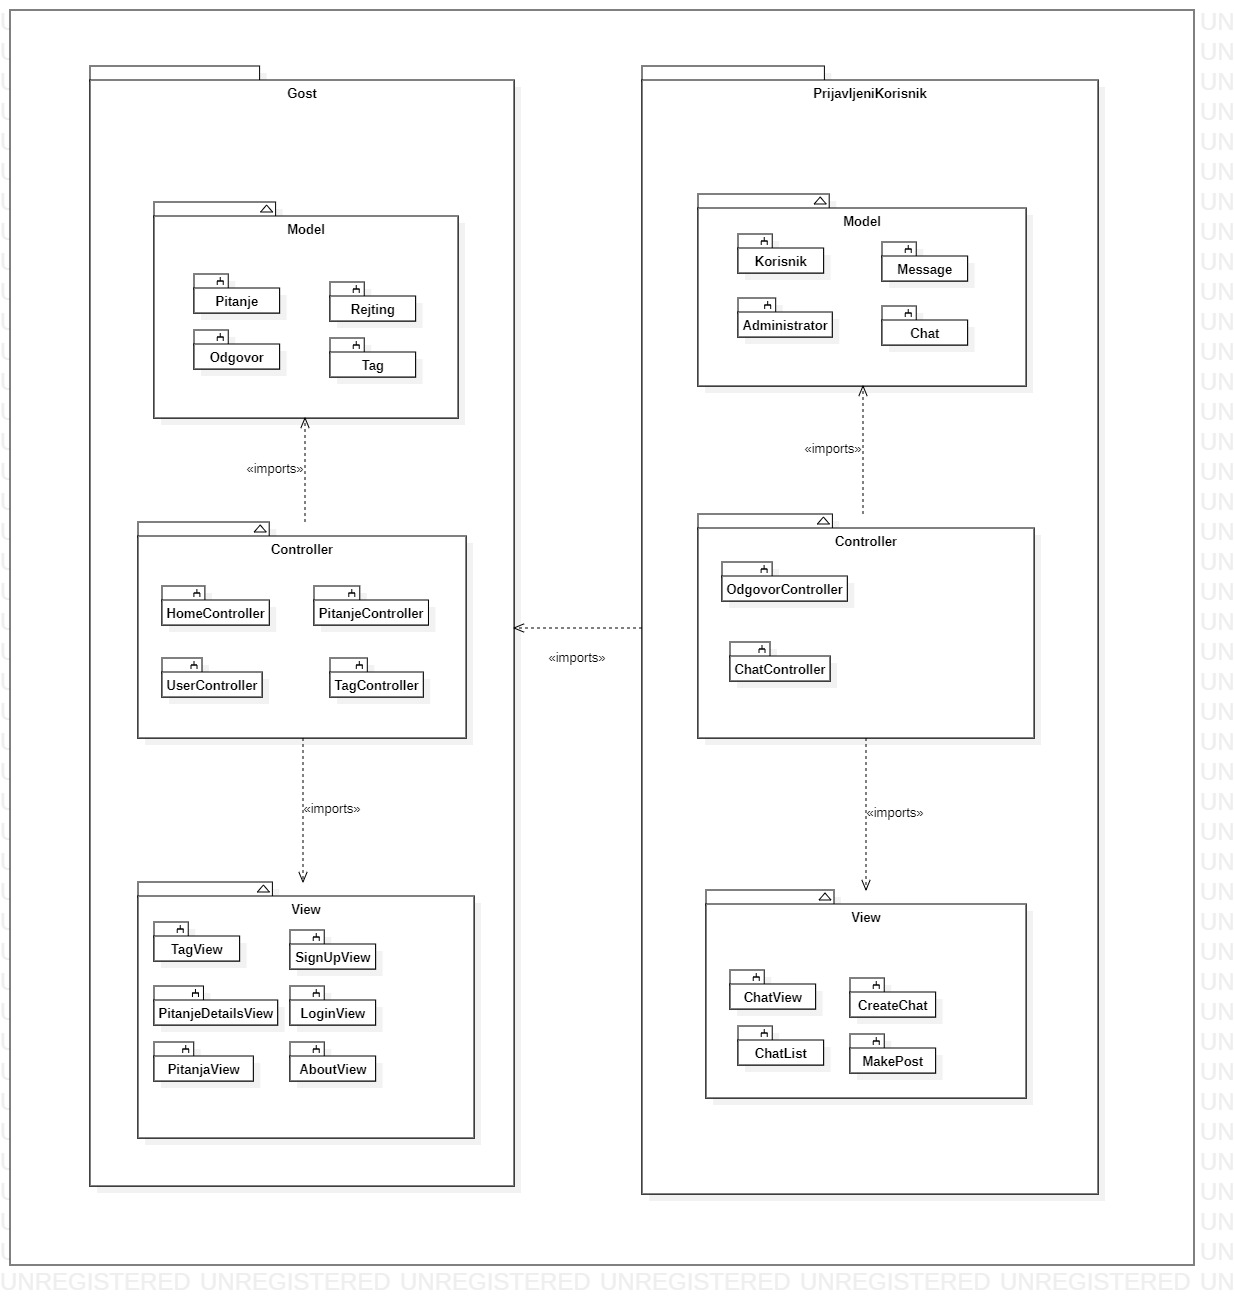 Gost
Model
Pitanje
Rejting
Odgovor
Tag
«imports»
Controller
HomeController
PitanjeController
UserController
TagController
«imports»
View
TagView
SignUpView
PitanjeDetailsView
LoginView
PitanjaView
AboutView
«imports»
PrijavljeniKorisnik
Model
Korisnik
Message
Administrator
Chat
«imports»
Controller
OdgovorController
ChatController
«imports»
View
ChatView
CreateChat
ChatList
MakePost
UNREGISTERED UNREGISTERED UNREGISTERED UNREGISTERED UNREGISTERED UNREGISTERED UN